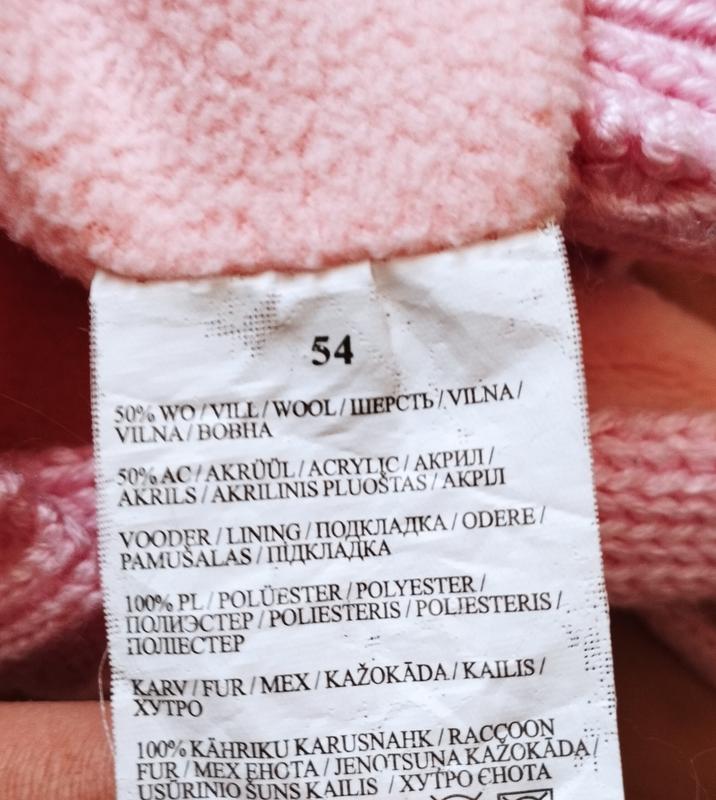 54
50% WO / VILL / WOOL / ШЕРСТЬ / VILNA /
VILNA / ВОВНА
50% AC / AKRÜÜL / ACRYLIC / АКРИЛ /
AKRILS / AKRILINIS PLUOŠTAS / АКРІЛ
VOODER / LINING / ПОДКЛАДКА / ODERE /
PAMUŠALAS / ПІДКЛАДКА
100% PL / POLÜESTER / POLYESTER /
ПОЛИЭСТЕР / POLIESTERIS / POLIESTERIS /
ПОЛІЕСТЕР
KARV / FUR / МЕХ / KAŽOKĀDA / KAILIS /
ХУТРО
100% KÄHRIKU KARUSNAHK / RACCOON
FUR / МЕХ ЕНОТА / JENOTSUŅA KAŽOKĀDA /
USŪRINIO ŠUNS KAILIS / ХУТРО ЄНОТА